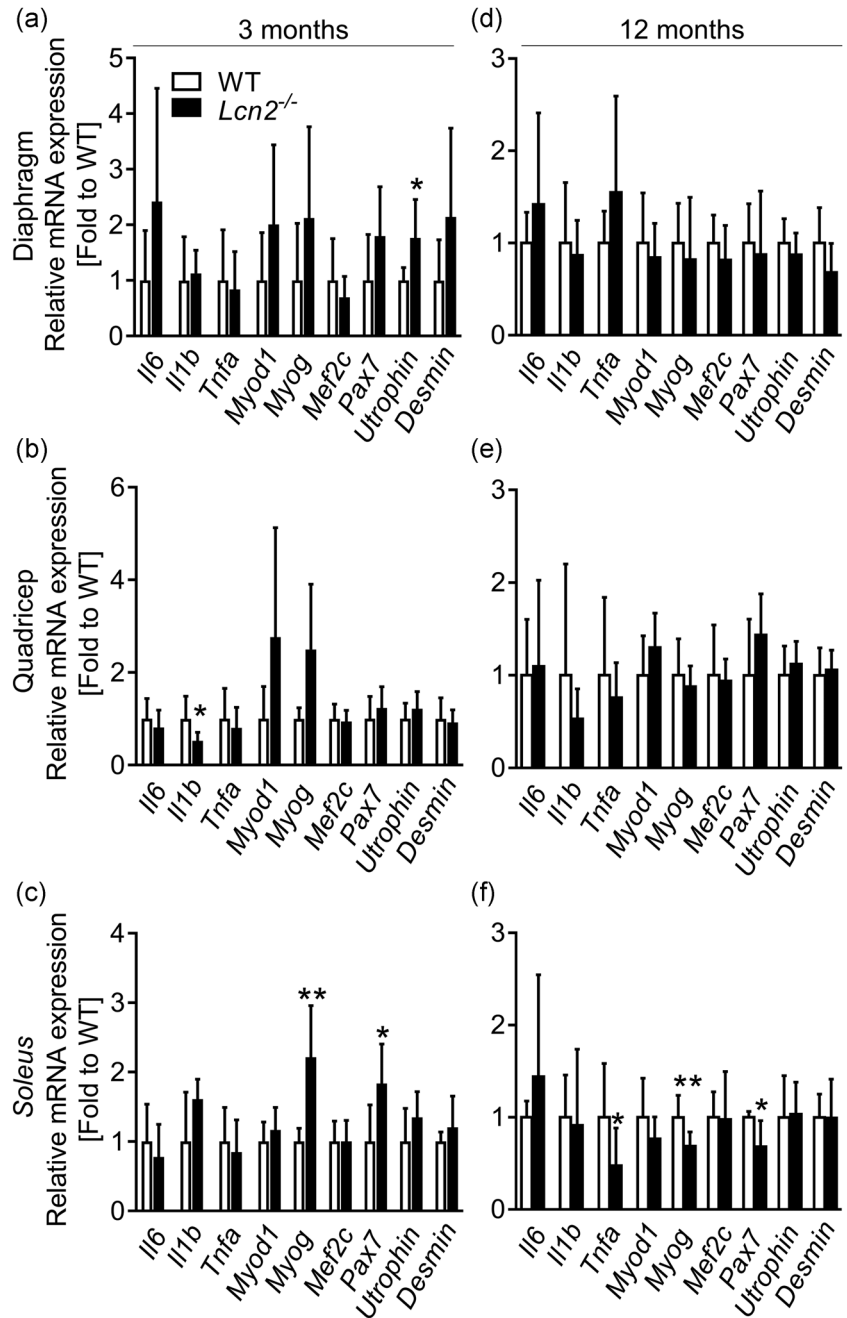 (a)
3 months
WT
Lcn2-/-
Diaphragm
Relative mRNA expression
[Fold to WT]
5
4
3
2
1
0
*
Il6
Il1b
Tnfa
Myod1
Myog
Mef2c
Pax7
Utrophin
Desmin
(d)
12 months
3
2
1
0
Il6
Il1b
Tnfa
Myod1
Myog
Mef2c
Pax7
Utrophin
Desmin
(b)
Quadricep
Relative mRNA expression
[Fold to WT]
6
4
2
0
*
Il6
Il1b
Tnfa
Myod1
Myog
Mef2c
Pax7
Utrophin
Desmin
(e)
3
2
1
0
Il6
Il1b
Tnfa
Myod1
Myog
Mef2c
Pax7
Utrophin
Desmin
(c)
Soleus
Relative mRNA expression
[Fold to WT]
4
3
2
1
0
**
*
Il6
Il1b
Tnfa
Myod1
Myog
Mef2c
Pax7
Utrophin
Desmin
(f)
3
2
1
0
*
**
*
Il6
Il1b
Tnfa
Myod1
Myog
Mef2c
Pax7
Utrophin
Desmin